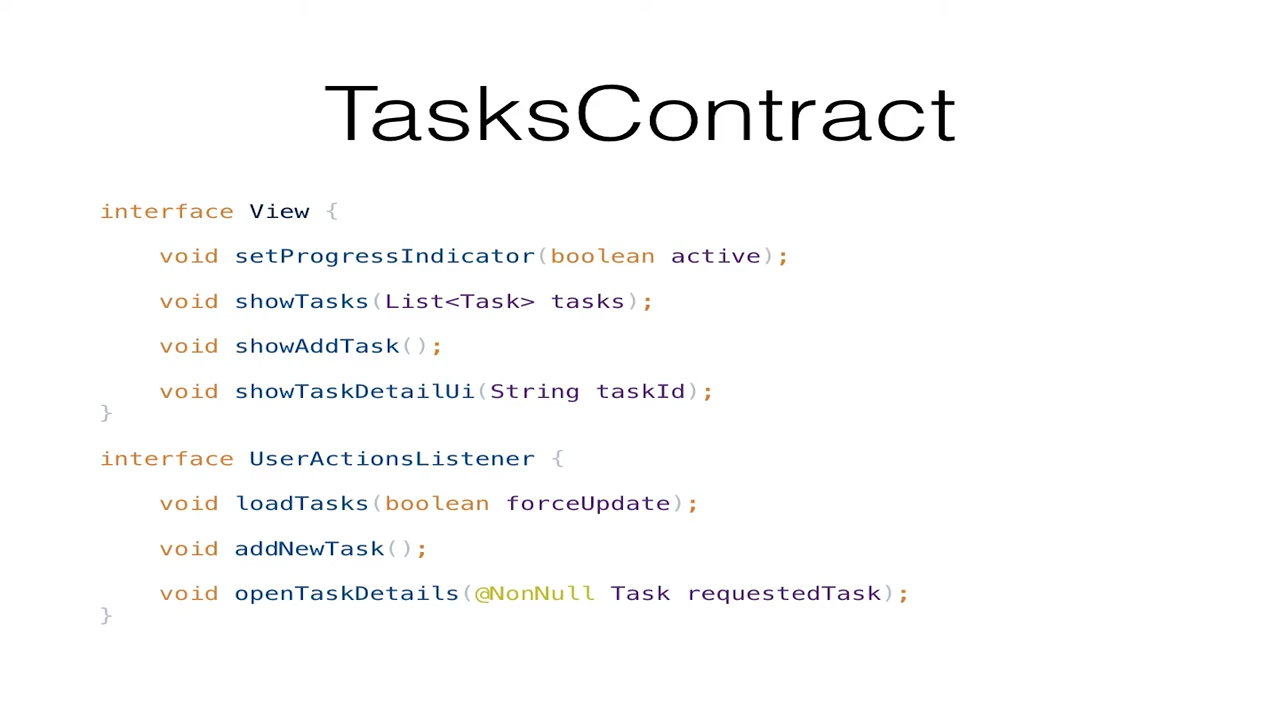 TasksContract
interface View {
void setProgressIndicator(boolean active);
void showTasks(List<Task> tasks);
void showAddTask();
void showTaskDetailUi(String taskId);
}
interface UserActionsListener {
void loadTasks(boolean forceUpdate);
void addNewTask();
void openTaskDetails(@NonNull Task requestedTask);
}